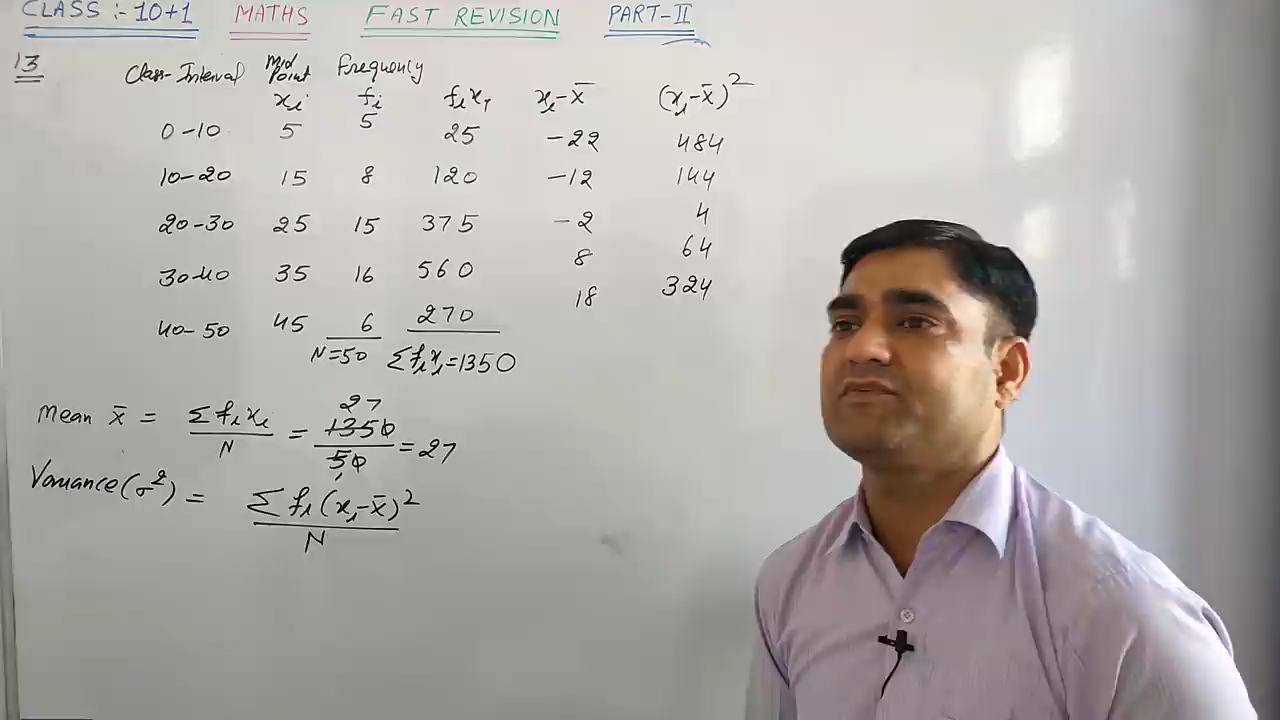 CLASS :- 10+1 MATHS FAST REVISION PART-II
13 Class-Interval Mid Point xi Frequency fi fixi xi-x̄ (xi-x̄)²
0-10 5 5 25 -22 484
10-20 15 8 120 -12 144
20-30 25 15 375 -2 4
30-40 35 16 560 8 64
40-50 45 6 270 18 324
N=50 Σfixi=1350
Mean x̄ = Σfixi/N = 1350/50 27 = 27
Variance(σ²) = Σfi(xi-x̄)²/N